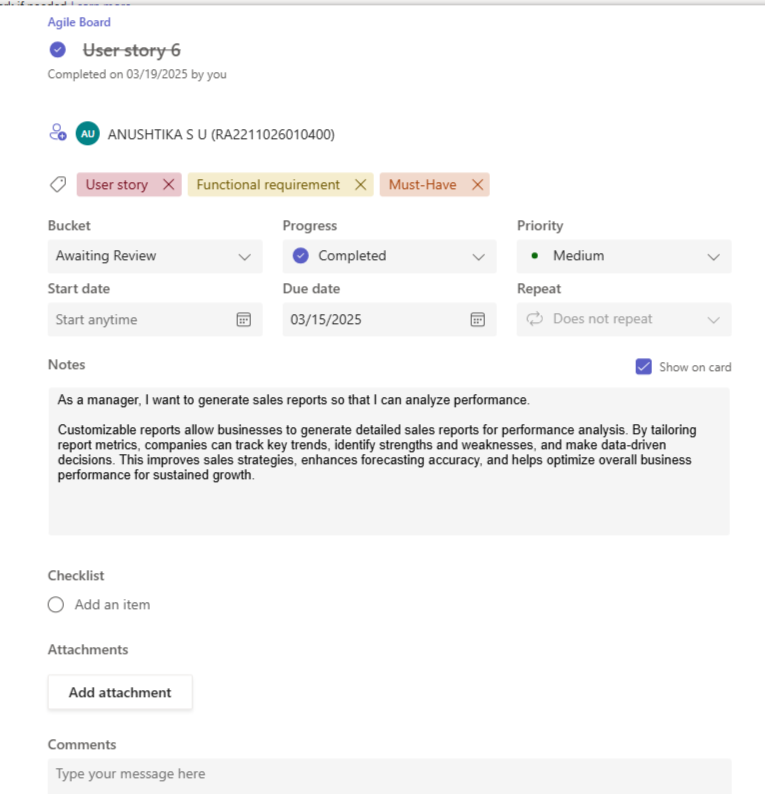 if needed Learn more
Agile Board
User story 6
Completed on 03/19/2025 by you
AU ANUSHTIKA S U (RA2211026010400)
User story Functional requirement Must-Have
Bucket Progress Priority
Awaiting Review Completed Medium
Start date Due date Repeat
Start anytime 03/15/2025 Does not repeat
Notes Show on card
As a manager, I want to generate sales reports so that I can analyze performance.
Customizable reports allow businesses to generate detailed sales reports for performance analysis. By tailoring
report metrics, companies can track key trends, identify strengths and weaknesses, and make data-driven
decisions. This improves sales strategies, enhances forecasting accuracy, and helps optimize overall business
performance for sustained growth.
Checklist
Add an item
Attachments
Add attachment
Comments
Type your message here